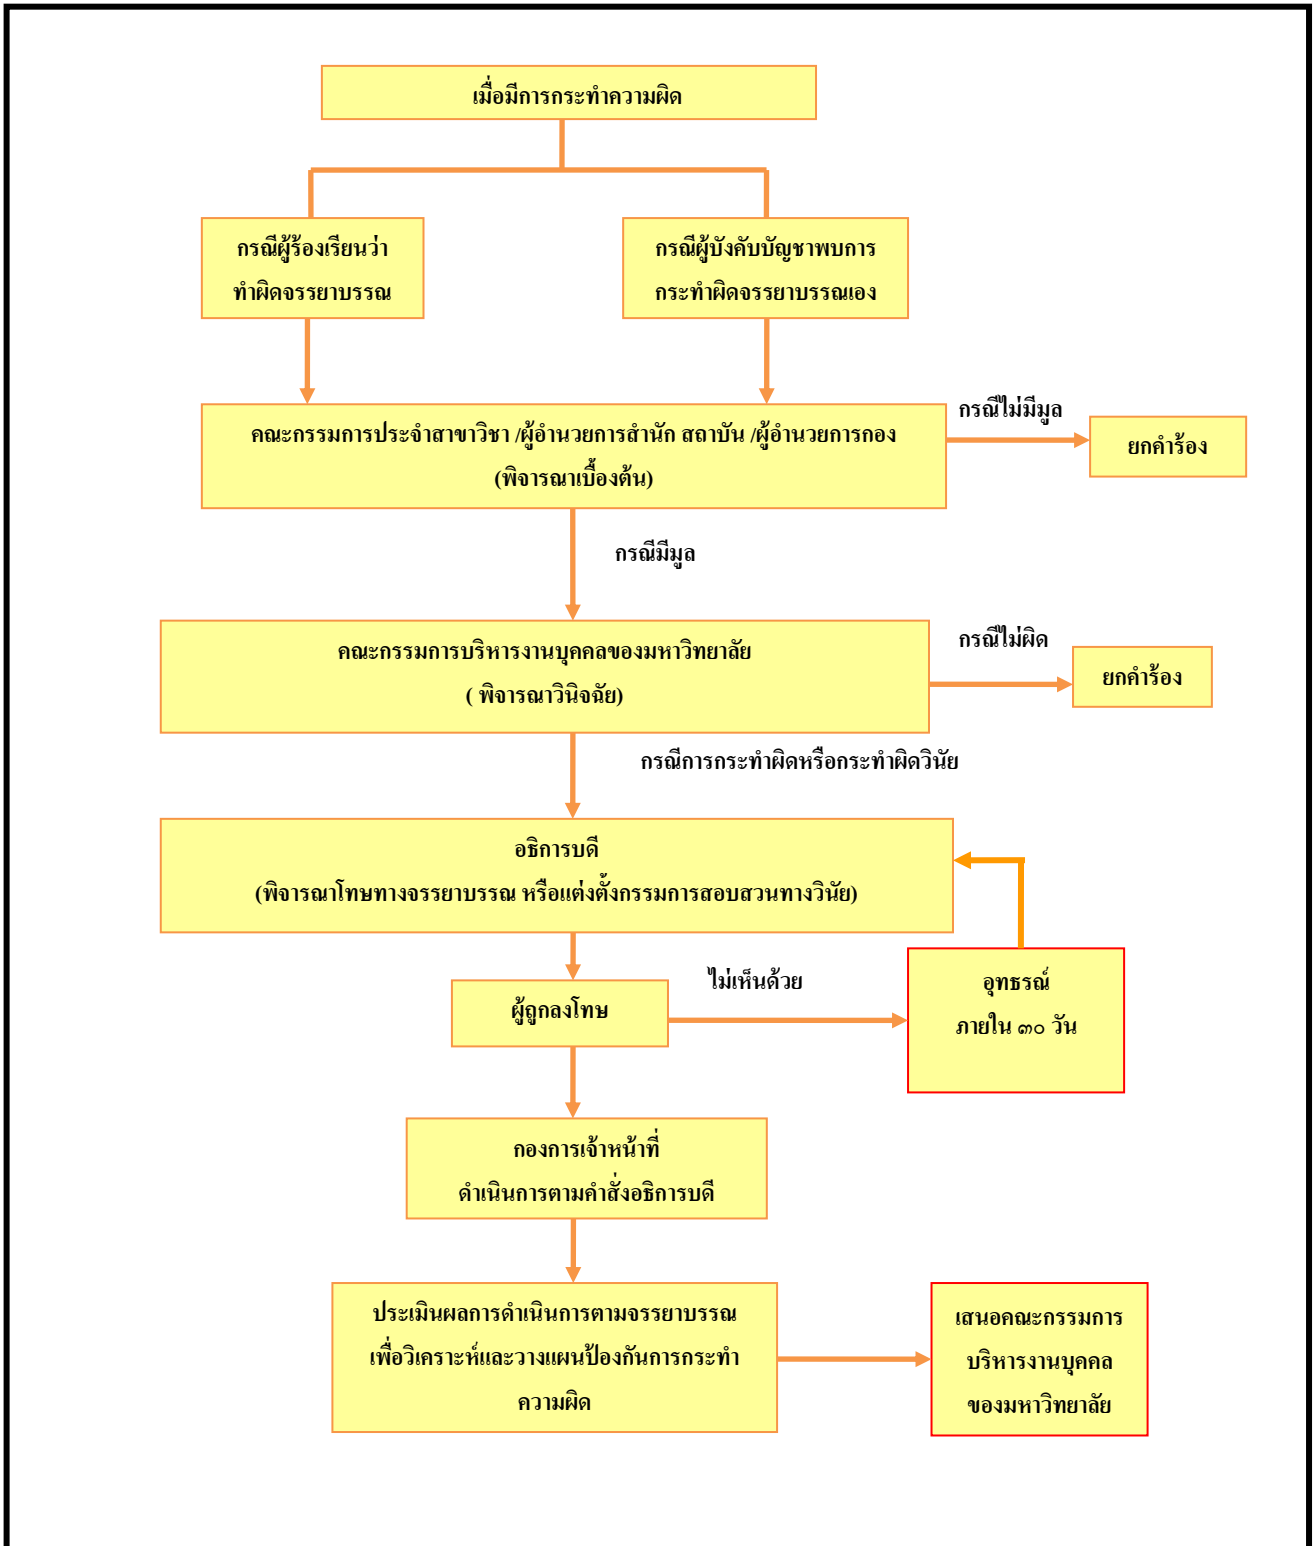 เมื่อมีการกระทำความผิด
กรณีผู้ร้องเรียนว่า
ทำผิดจรรยาบรรณ
กรณีผู้บังคับบัญชาพบการ
กระทำผิดจรรยาบรรณเอง
คณะกรรมการประจำสาขาวิชา /ผู้อำนวยการสำนัก สถาบัน /ผู้อำนวยการกอง
(พิจารณาเบื้องต้น)
กรณีไม่มีมูล
ยกคำร้อง
กรณีมีมูล
คณะกรรมการบริหารงานบุคคลของมหาวิทยาลัย
( พิจารณาวินิจฉัย)
กรณีไม่ผิด
ยกคำร้อง
กรณีการกระทำผิดหรือกระทำผิดวินัย
อธิการบดี
(พิจารณาโทษทางจรรยาบรรณ หรือแต่งตั้งกรรมการสอบสวนทางวินัย)
ผู้ถูกลงโทษ
ไม่เห็นด้วย
อุทธรณ์
ภายใน ๓๐ วัน
กองการเจ้าหน้าที่
ดำเนินการตามคำสั่งอธิการบดี
ประเมินผลการดำเนินการตามจรรยาบรรณ
เพื่อวิเคราะห์และวางแผนป้องกันการกระทำ
ความผิด
เสนอคณะกรรมการ
บริหารงานบุคคล
ของมหาวิทยาลัย